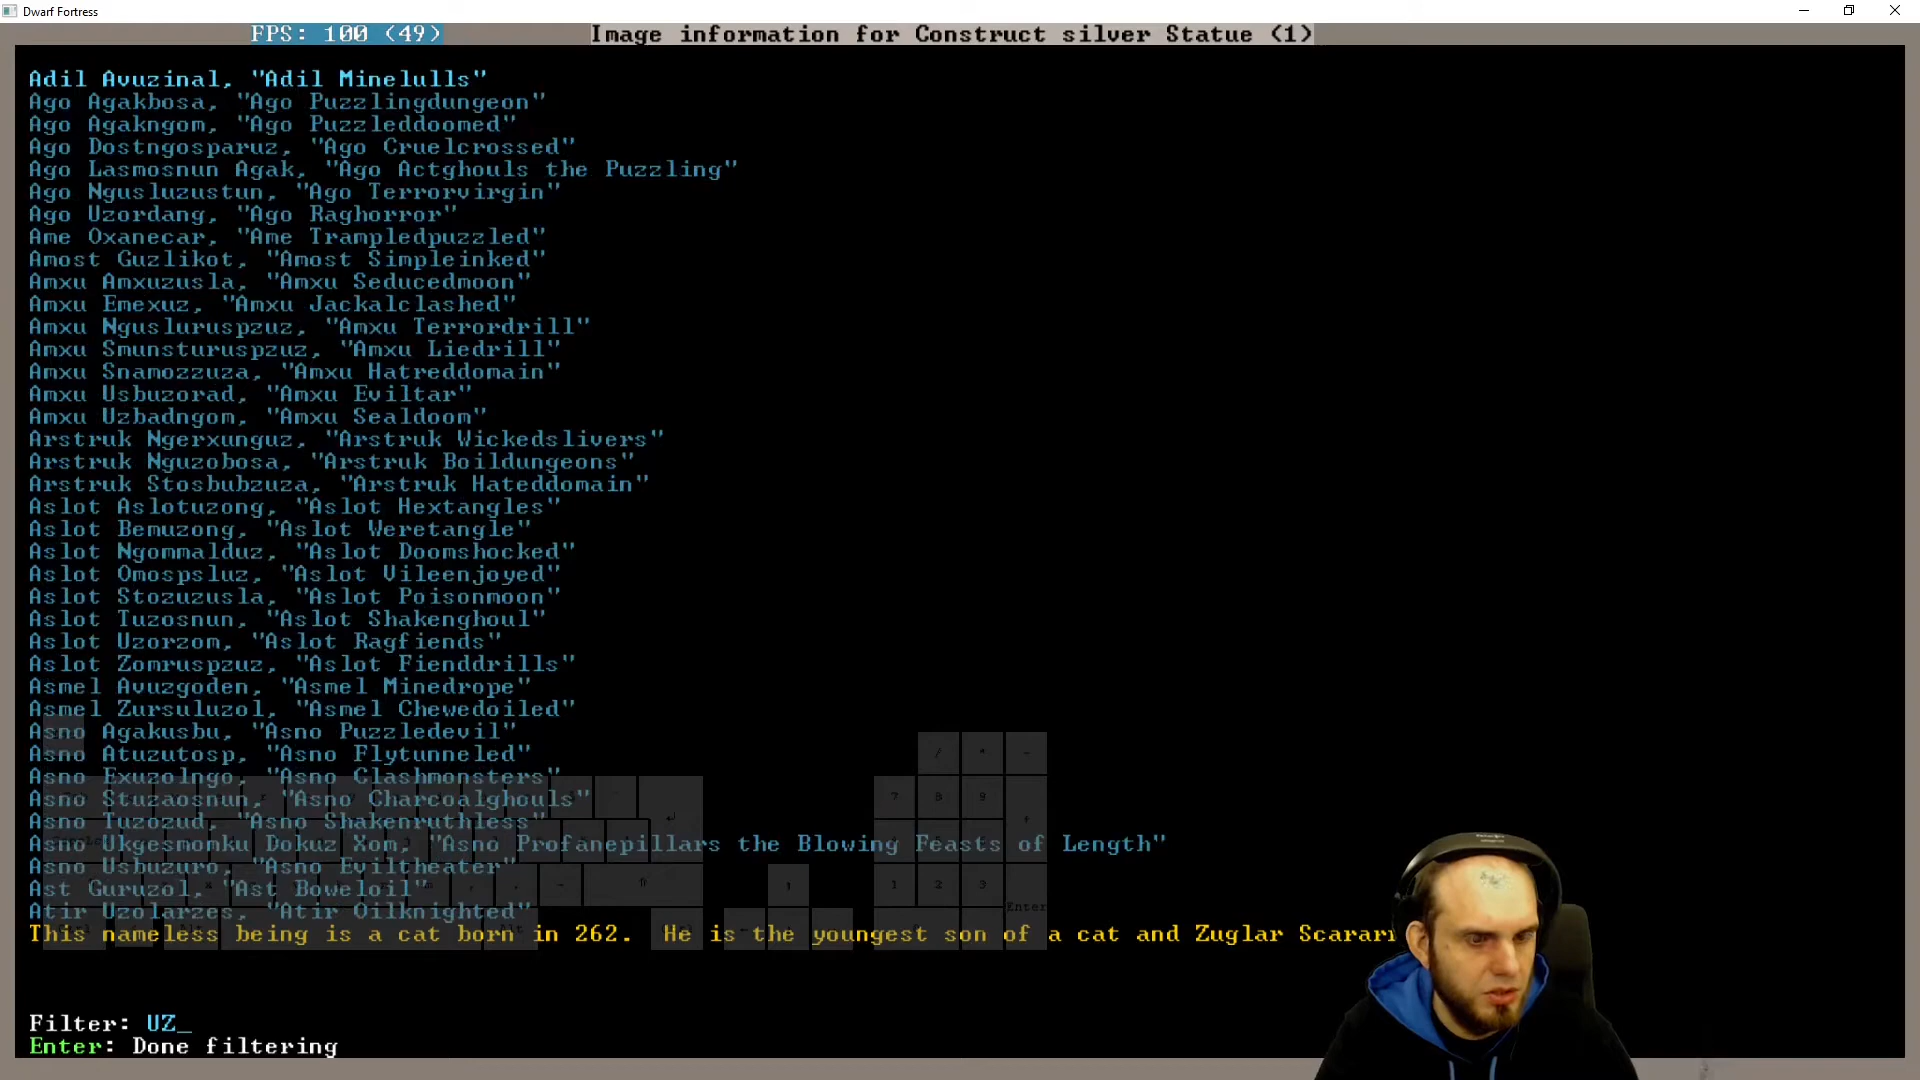 Dwarf Fortress
FPS: 100 (49)
Image information for Construct silver Statue (1)
Adil Avuzinal, "Adil Minelulls"
Ago Agakbosa, "Ago Puzzlingdungeon"
Ago Agakngom, "Ago Puzzleddoomed"
Ago Dostngosparuz, "Ago Cruelcrossed"
Ago Lasmosnun Agak, "Ago Actghouls the Puzzling"
Ago Ngusluzustun, "Ago Terrorvirgin"
Ago Uzordang, "Ago Raghorror"
Ame Oxanecar, "Ame Trampledpuzzled"
Amost Guzlikot, "Amost Simpleinked"
Amxu Amxuzusla, "Amxu Seducedmoon"
Amxu Emexuz, "Amxu Jackalclashed"
Amxu Ngusluruspzuz, "Amxu Terrordrill"
Amxu Smunsturuspzuz, "Amxu Liedrill"
Amxu Snamozzuza, "Amxu Hatreddomain"
Amxu Usbuzorad, "Amxu Eviltar"
Amxu Uzbadngom, "Amxu Sealdoom"
Arstruk Ngerxunguz, "Arstruk Wickedslivers"
Arstruk Nguzobosa, "Arstruk Boildungeons"
Arstruk Stosbubzuza, "Arstruk Hateddomain"
Aslot Aslotuzong, "Aslot Hextangles"
Aslot Bemuzong, "Aslot Weretangle"
Aslot Ngommalduz, "Aslot Doomshocked"
Aslot Omospsluz, "Aslot Vileenjoyed"
Aslot Stozuzusla, "Aslot Poisonmoon"
Aslot Tuzosnun, "Aslot Shakenghoul"
Aslot Uzorzom, "Aslot Ragfiends"
Aslot Zomruspzuz, "Aslot Fienddrills"
Asmel Avuzgoden, "Asmel Minedrope"
Asmel Zursuluzol, "Asmel Chewedoiled"
Asno Agakusbu, "Asno Puzzledevil"
Asno Atuzutosp, "Asno Flytunneled"
Asno Exuzolngo, "Asno Clashmonsters"
Asno Stuzaosnun, "Asno Charcoalghouls"
Asno Tuzozud, "Asno Shakenruthless"
Asno Ukgesmomku Dokuz Xom, "Asno Profanepillars the Blowing Feasts of Length"
Asno Usbuzuro, "Asno Eviltheater"
Ast Guruzol, "Ast Boweloil"
Atir Uzolarzes, "Atir Oilknighted"
This nameless being is a cat born in 262. He is the youngest son of a cat and Zuglar
Filter: UZ_
Enter: Done filtering
7 8 9
1 2 3
Enter